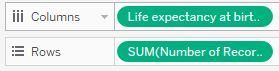 Columns Life expectancy at birt..
Rows SUM(Number of Recor..